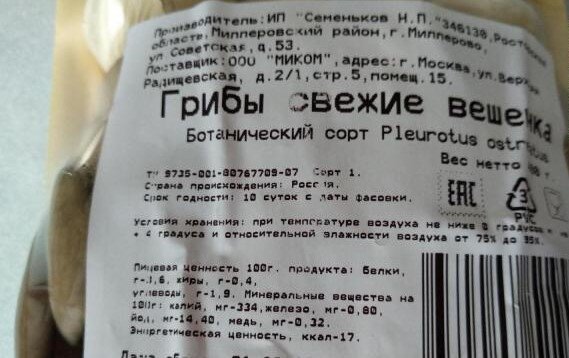 Производитель:ИП "Семеньков Н.П."346130,Ростовская
область,Миллеровский район,г.Миллерово,
ул Советская,д.53.
Поставщик:ООО "МИКОМ",адрес:г.Москва,ул.Верхняя
Радищевская, д.2/1,стр.5,помещ.15.
Грибы свежие вешенка
Ботанический сорт Pleurotus ostreatus
Вес нетто
ТУ 9735-001-80767709-07 Сорт 1.
Страна происхождения: Россия.
Срок годности: 10 суток с даты фасовки.
EAC
3
PVC
Условия хранения: при температуре воздуха не ниже 0 градусов
+ 4 градуса и относительной влажности воздуха от 75% до 95%.
Пищевая ценность 100г. продукта: белки,
г-1,6, жиры, г-0,4,
углеводы, г-1,9. Минеральные вещества на
100г: калий, мг-334,железо, мг-0,80,
йод, мг-14,40, медь, мг-0,32.
Энергетическая ценность, ккал-17.